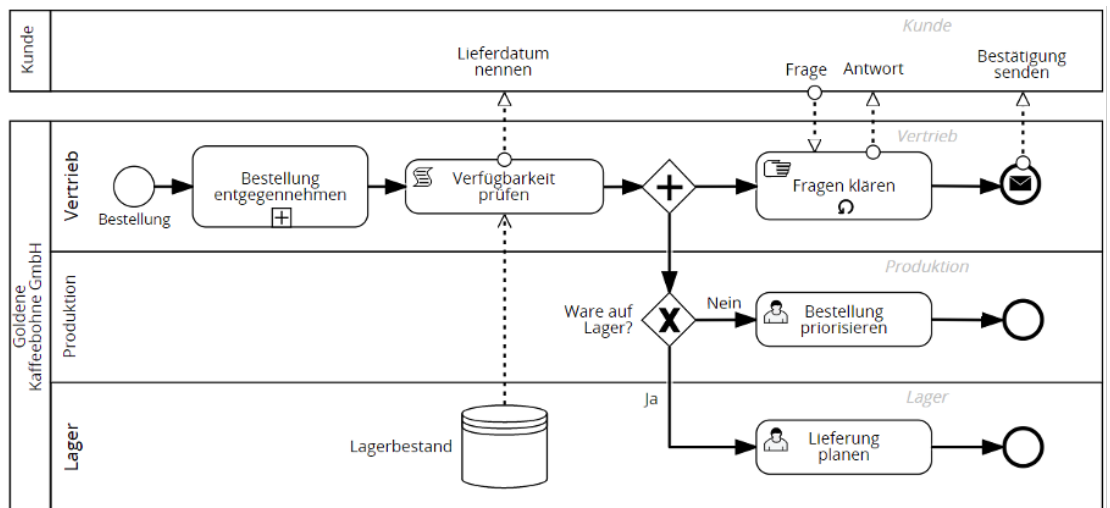 Kunde
Kunde
Lieferdatum
nennen
Frage
Antwort
Bestätigung
senden
Goldene
Kaffeebohne GmbH
Vertrieb
Vertrieb
Bestellung
Bestellung
entgegennehmen
Verfügbarkeit
prüfen
Fragen klären
Produktion
Produktion
Ware auf
Lager?
Nein
Bestellung
priorisieren
Ja
Lager
Lager
Lagerbestand
Lieferung
planen